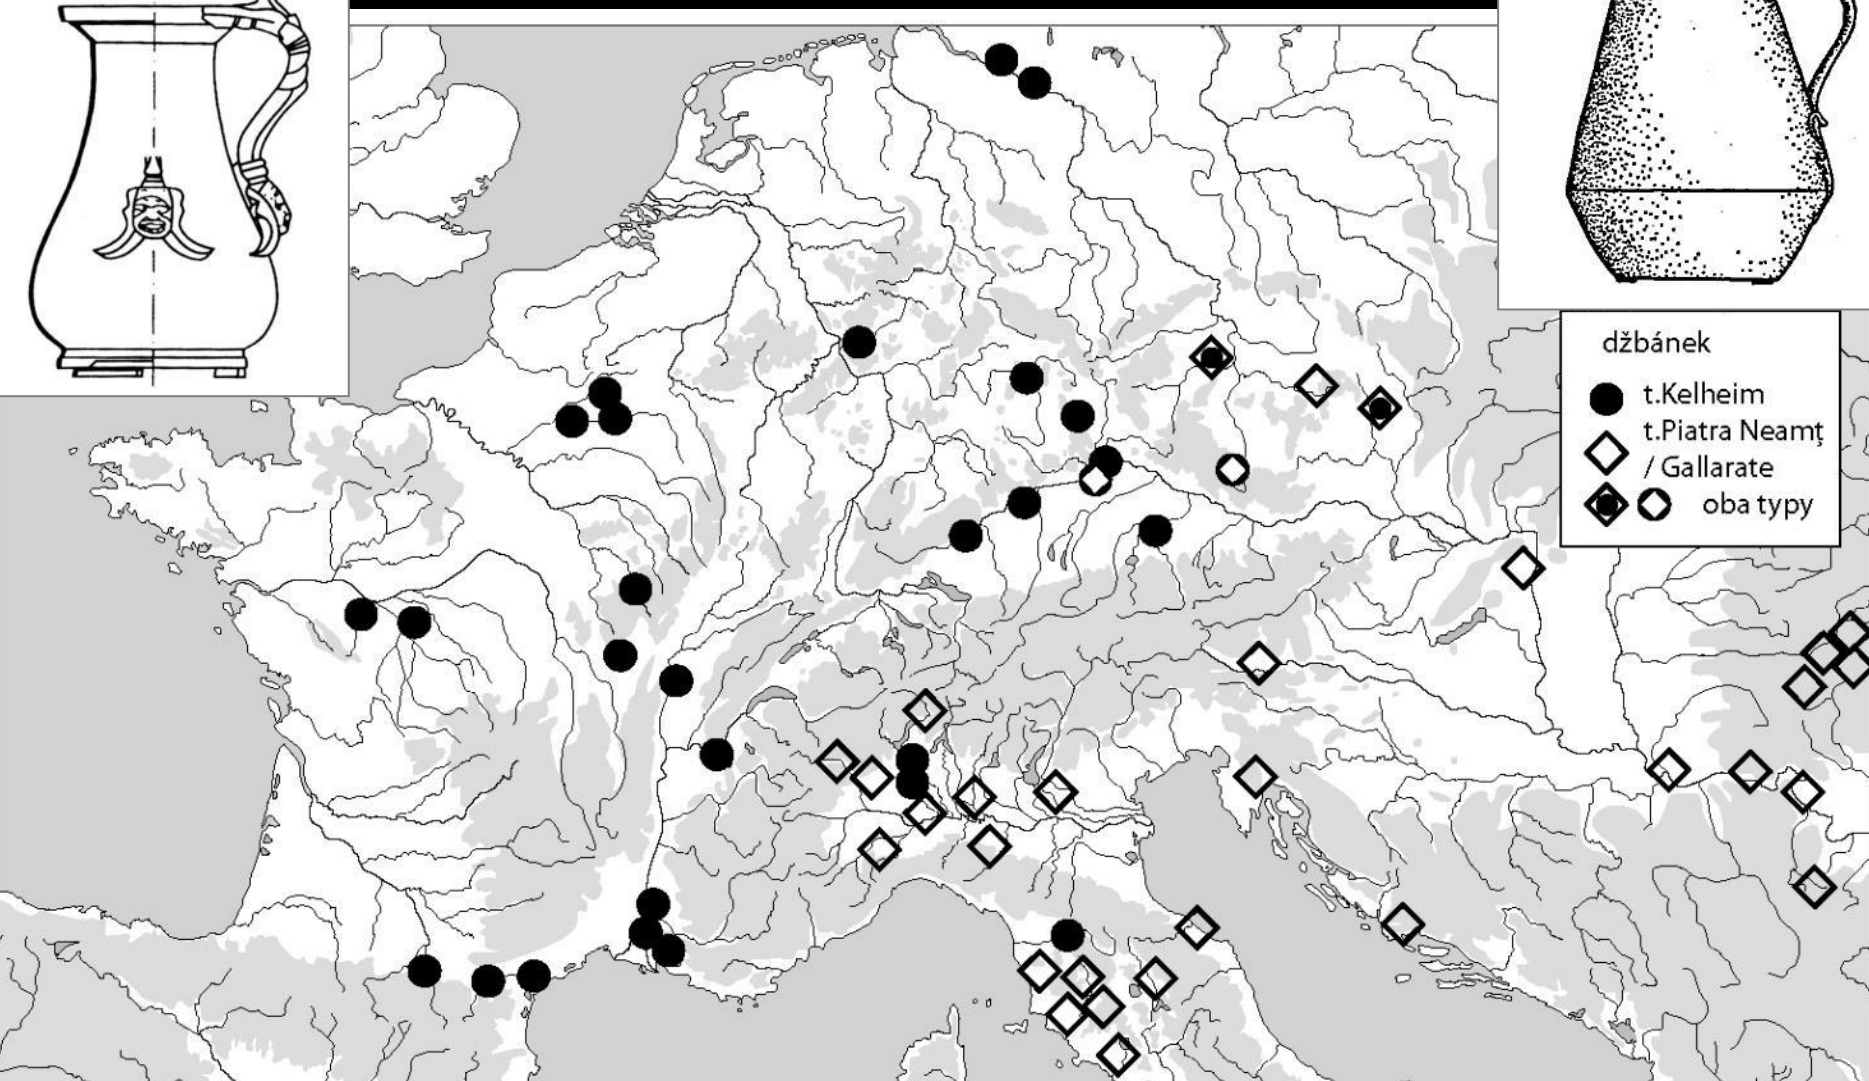 džbánek
t.Kelheim
t.Piatra Neamţ
/ Gallarate
oba typy